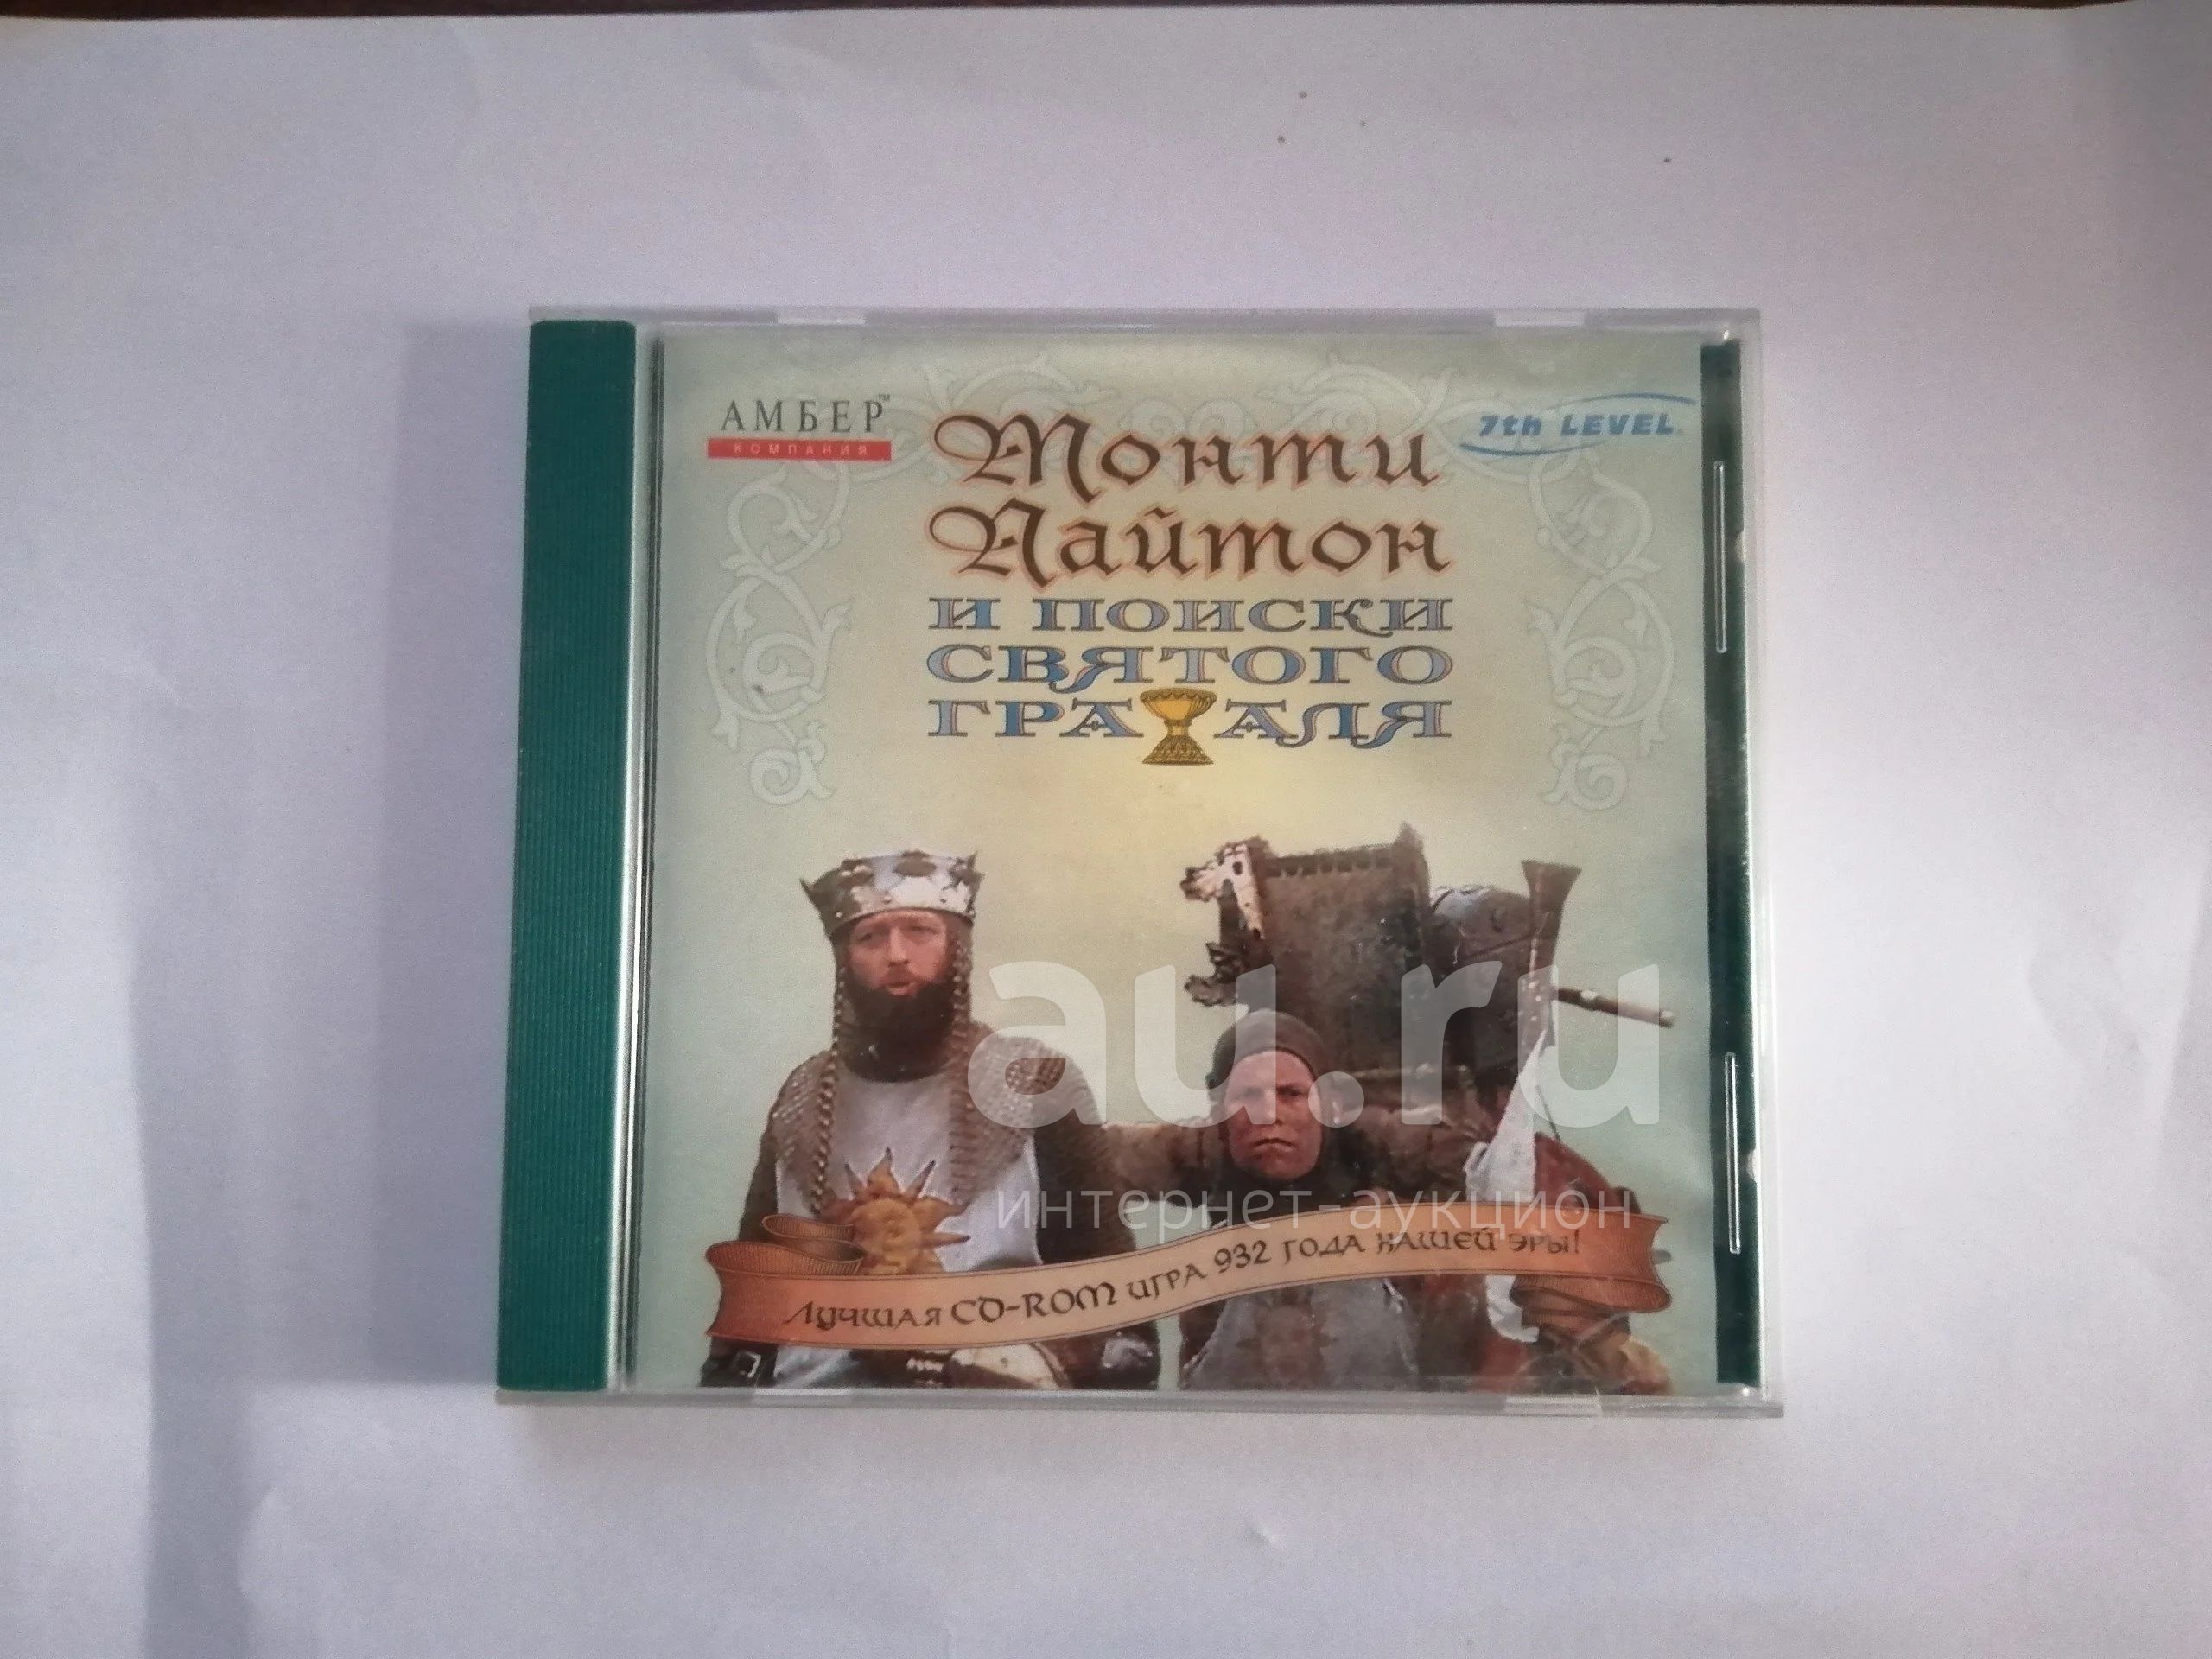 АМБЕР™
КОМПАНИЯ
7th LEVEL
Монти
Пайтон
И ПОИСКИ
СВЯТОГО
ГРААЛЯ
au.ru
интернет-аукцион
Лучшая CD-ROM игра 932 года нашей эры!